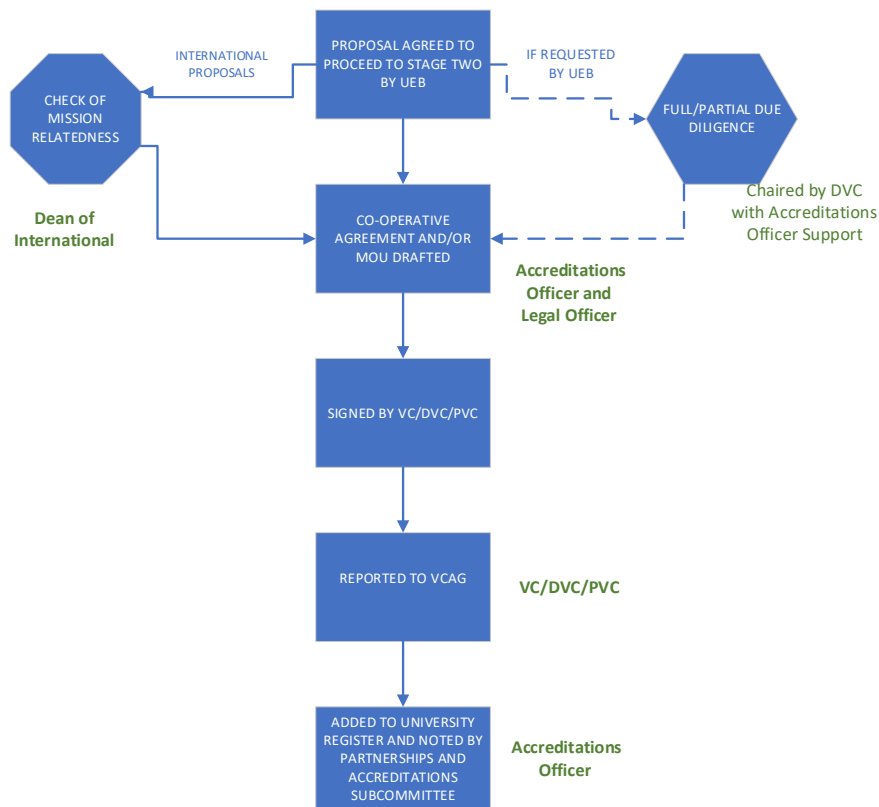 PROPOSAL AGREED TO
PROCEED TO STAGE TWO
BY UEB
INTERNATIONAL
PROPOSALS
IF REQUESTED
BY UEB
CHECK OF
MISSION
RELATEDNESS
FULL/PARTIAL DUE
DILIGENCE
Dean of
International
Chaired by DVC
with Accreditations
Officer Support
CO-OPERATIVE
AGREEMENT AND/OR
MOU DRAFTED
Accreditations
Officer and
Legal Officer
SIGNED BY VC/DVC/PVC
REPORTED TO VCAG
VC/DVC/PVC
ADDED TO UNIVERSITY
REGISTER AND NOTED BY
PARTNERSHIPS AND
ACCREDITATIONS
SUBCOMMITTEE
Accreditations
Officer